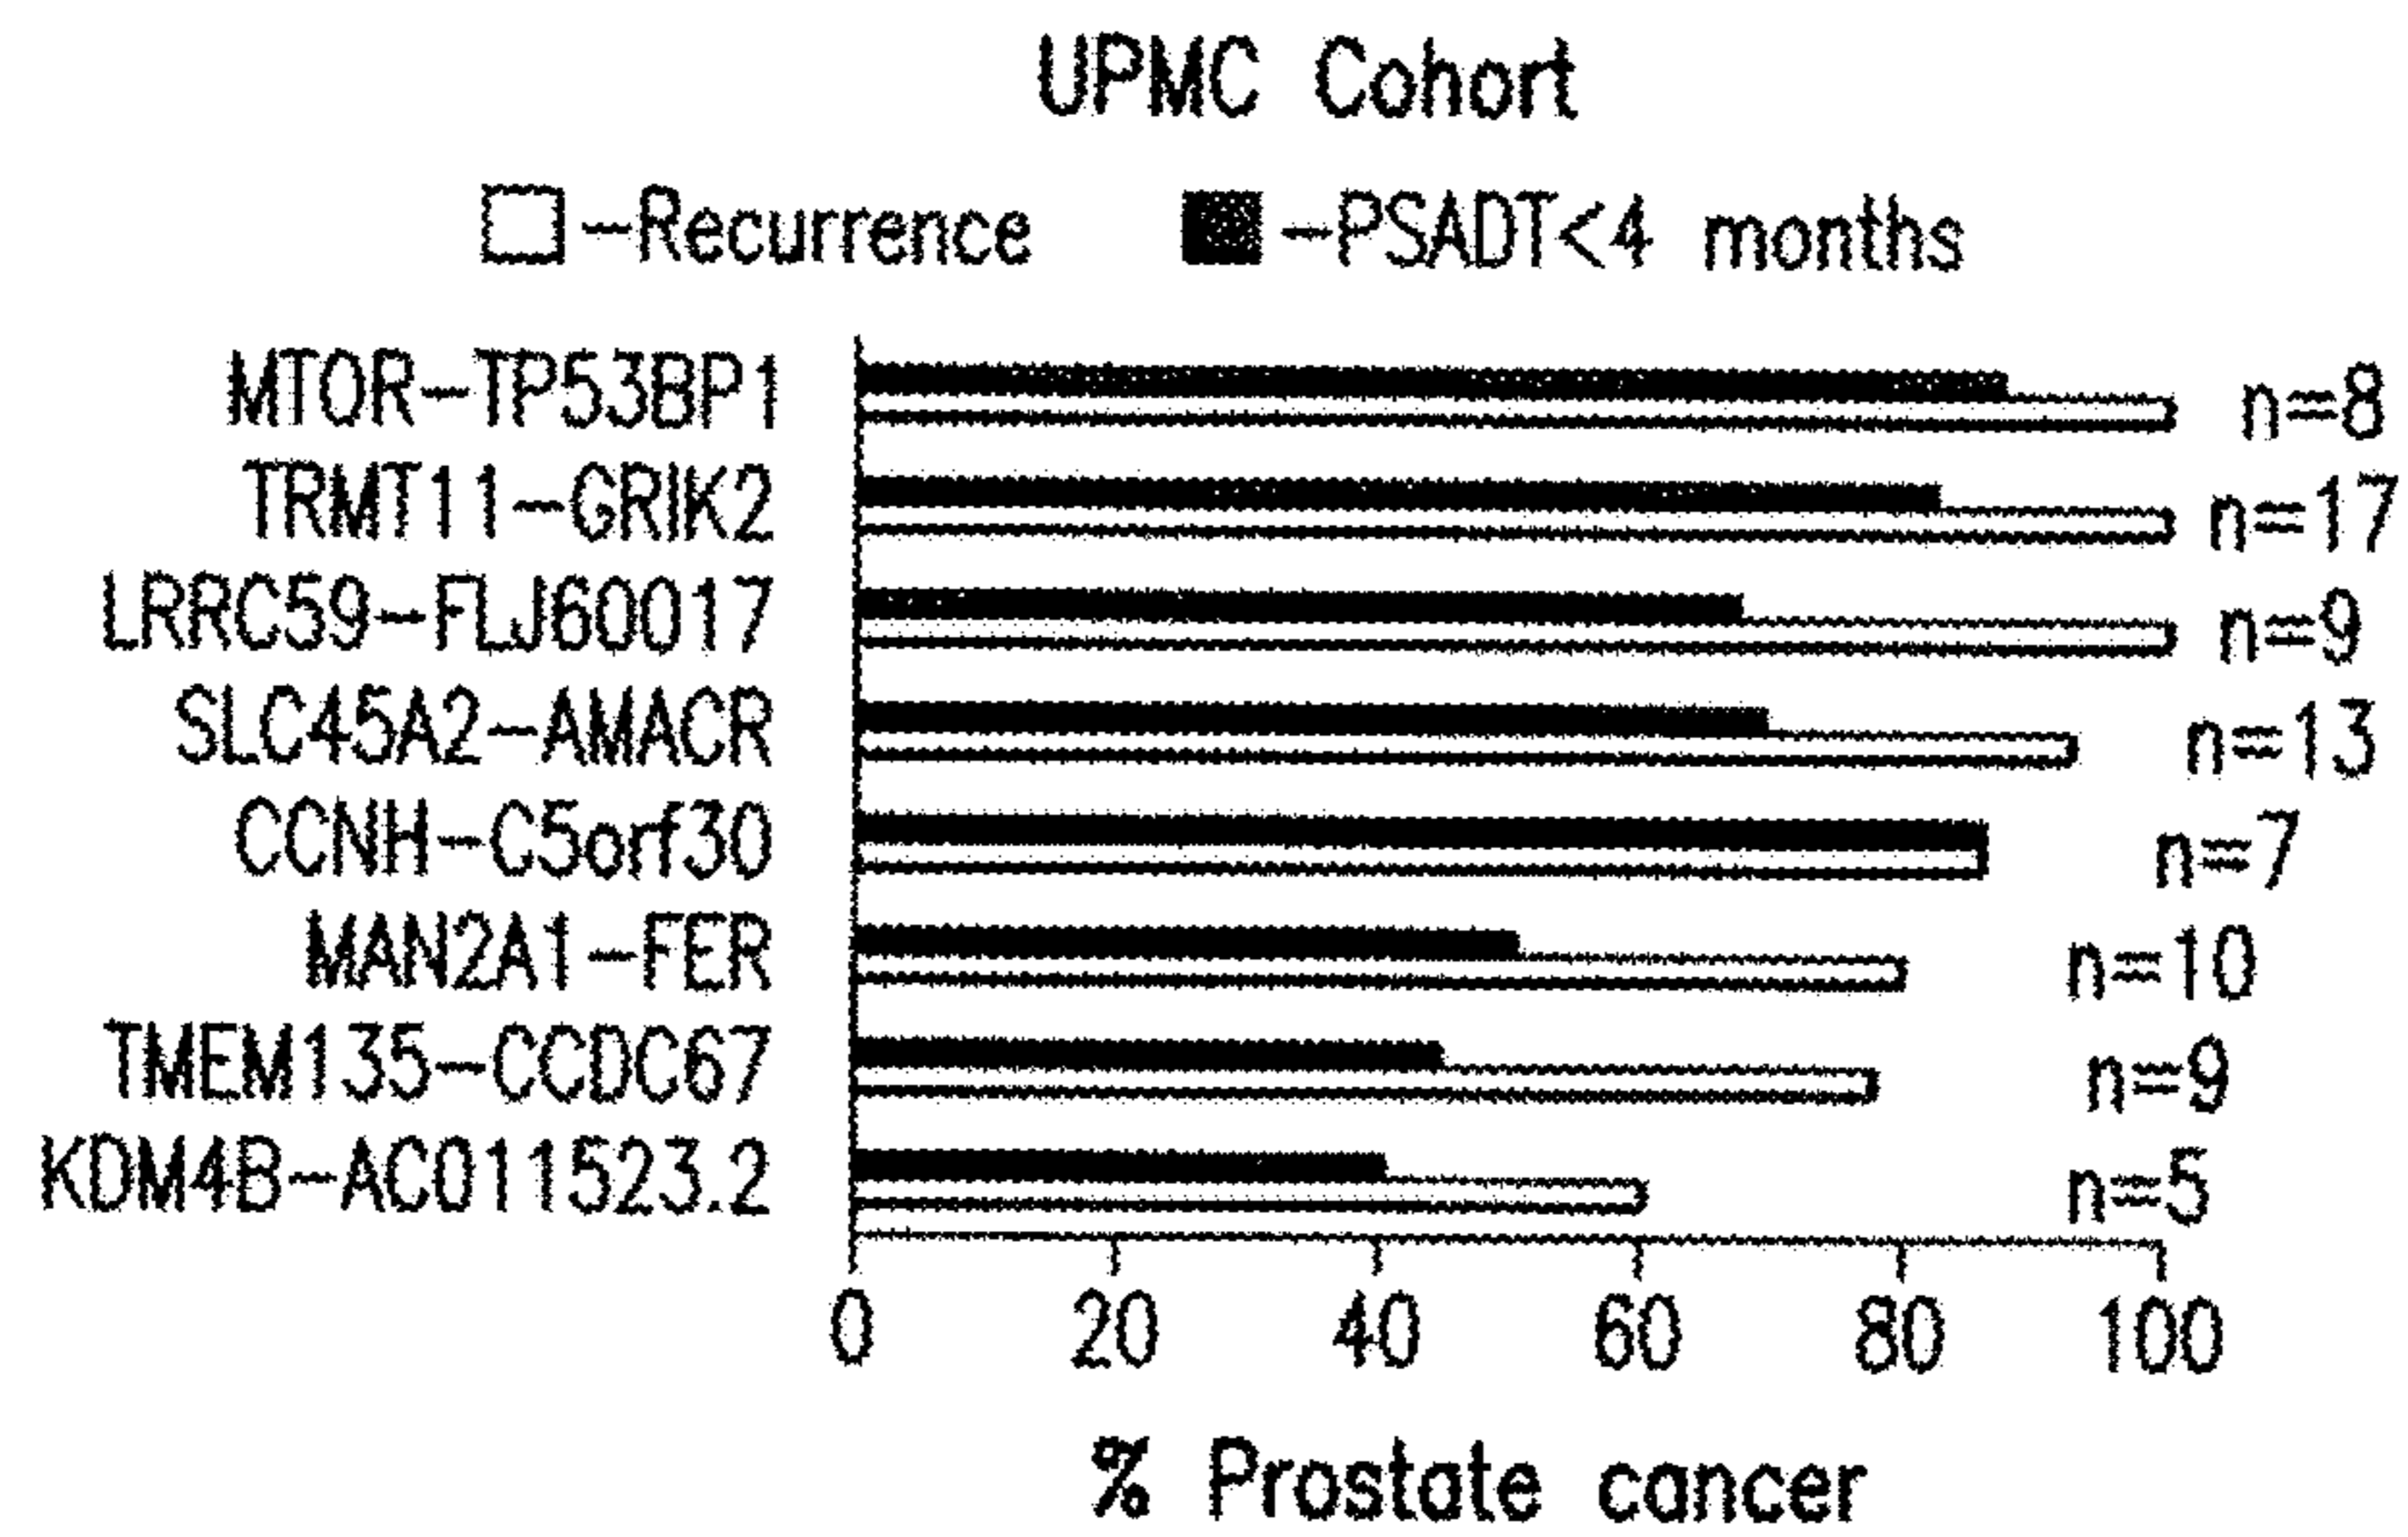 UPMC Cohort
–Recurrence –PSADT<4 months
MTOR–TP53BP1 n=8
TRMT11–GRIK2 n=17
LRRC59–FLJ60017 n=9
SLC45A2–AMACR n=13
CCNH–C5orf30 n=7
MAN2A1–FER n=10
TMEM135–CCDC67 n=9
KDM4B–AC011523.2 n=5
0 20 40 60 80 100
% Prostate cancer